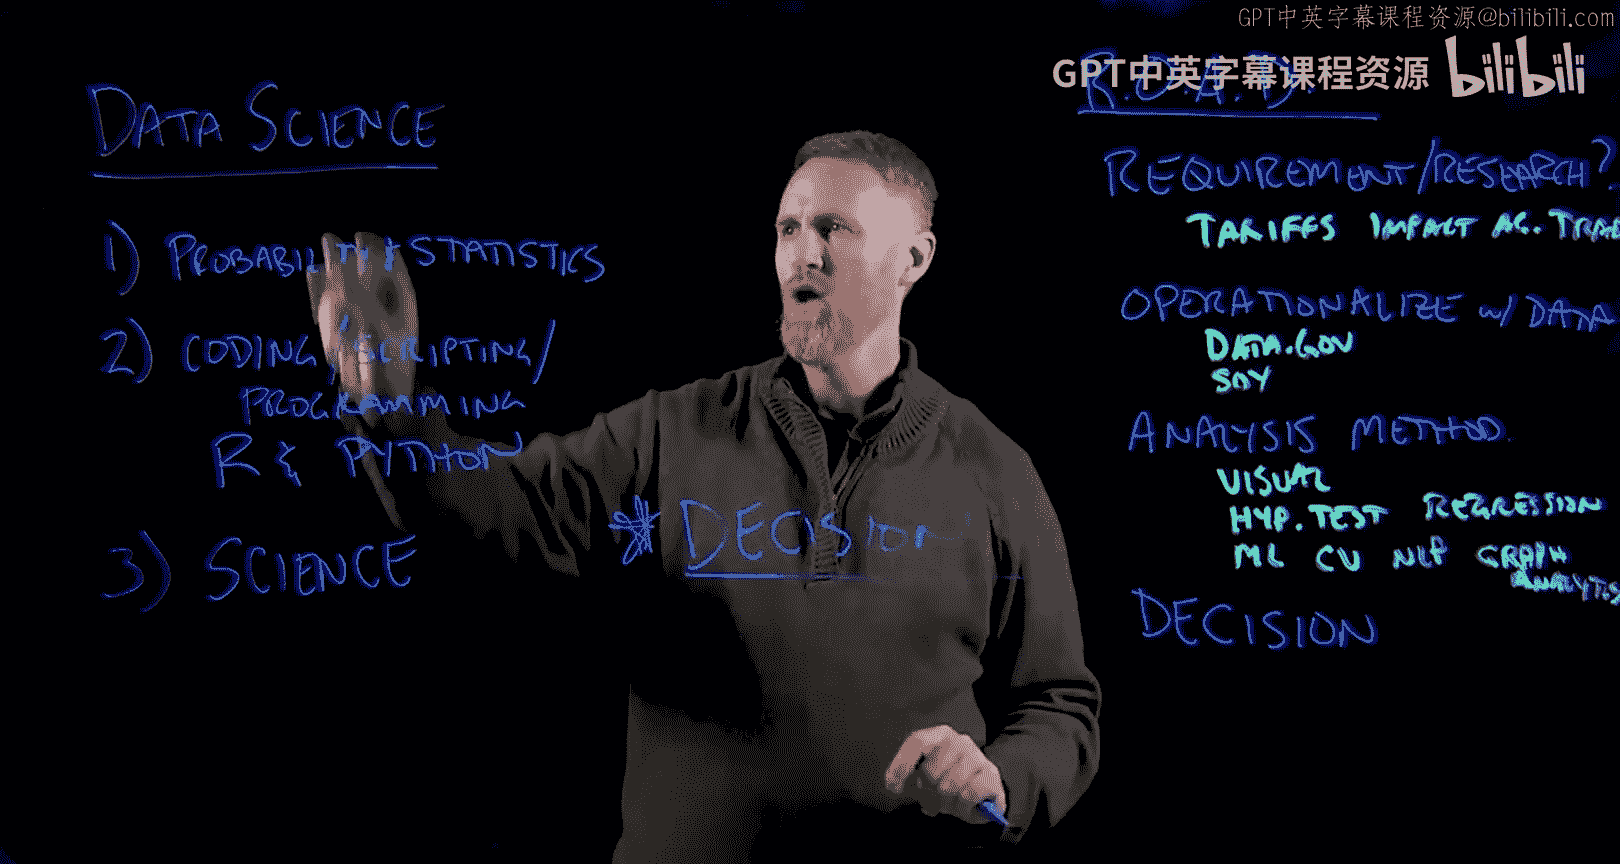 GPT中英字幕课程资源@bilibili.com
GPT中英字幕课程资源 bilibili
DATA SCIENCE
1) PROBABILITY & STATISTICS
2) CODING/SCRIPTING/
PROGRAMMING
R & PYTHON
3) SCIENCE
* DECISION
R.O.A.D.
REQUIREMENT/RESEARCH?
TARIFFS IMPACT AG. TRAD
OPERATIONALIZE W/ DATA
DATA.GOV
SOY
ANALYSIS METHOD.
VISUAL
HYP. TEST REGRESSION
ML CV NLP GRAPH
ANALYTICS
DECISION